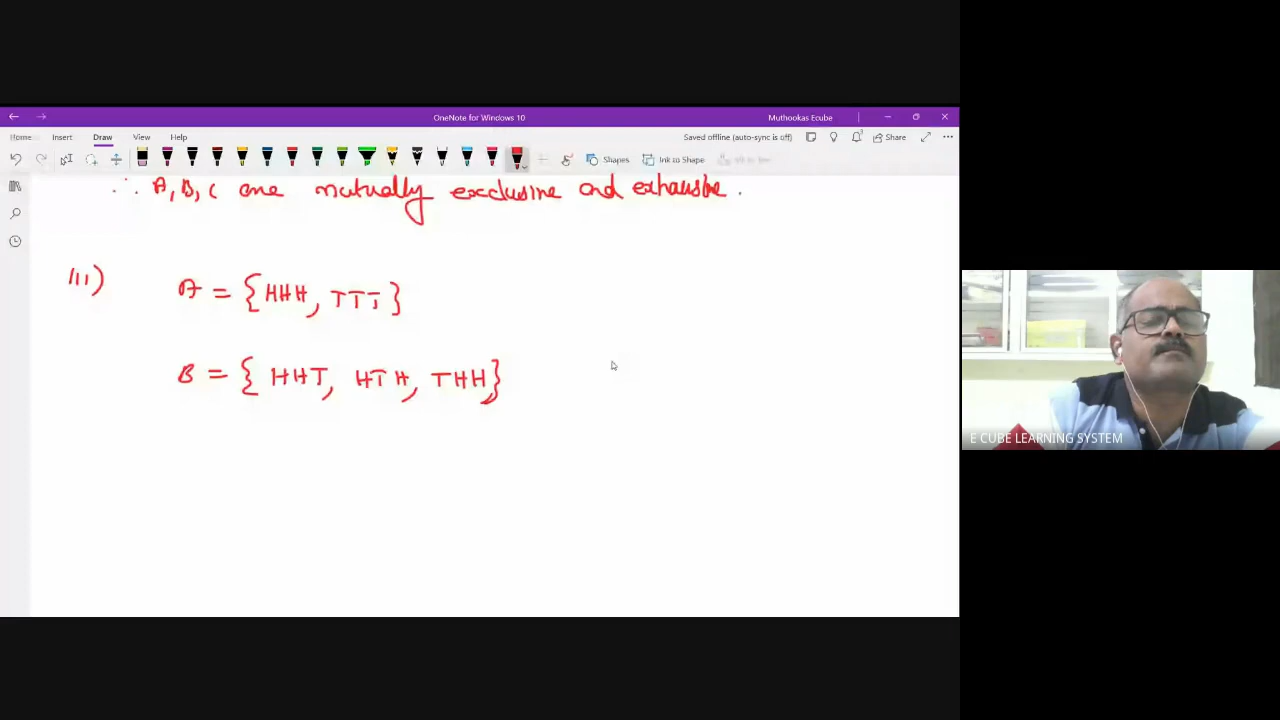 OneNote for Windows 10
Muthookas Ecube
Home Insert Draw View Help
Saved offline (auto-sync is off)
Share
Shapes
Ink to Shape
∴ A, B, C are mutually exclusive and exhaustive.
III) A = {HHH, TTT}
B = { HHT, HTH, THH}
E CUBE LEARNING SYSTEM